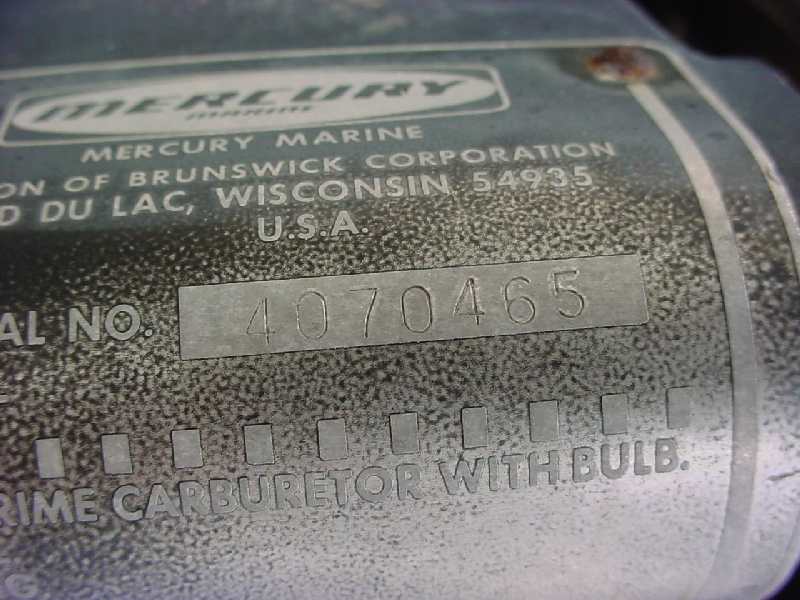 MERCURY
MARINE
MERCURY MARINE
ON OF BRUNSWICK CORPORATION
D DU LAC, WISCONSIN 54935
U.S.A.
AL NO. 4070465
RIME CARBURETOR WITH BULB.
G